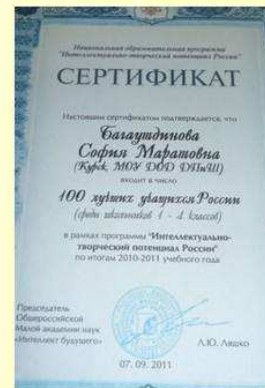 Национальная образовательная программа
"Интеллектуально-творческий потенциал России"
СЕРТИФИКАТ
Настоящим сертификатом подтверждается, что
Багаутдинова
София Маратовна
(Курск, МОУ DOD ДПиШ)
входит в число
100 лучших учащихся России
(среди школьников 1 - 4 классов)
в рамках программы "Интеллектуально-
творческий потенциал России"
по итогам 2010-2011 учебного года
Председатель
Общероссийской
Малой академии наук
«Интеллект будущего»
Л.Ю. Ляшко
07. 09. 2011